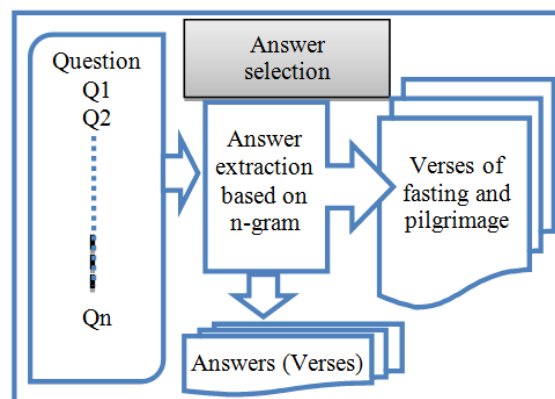 Question
Q1
Q2
Qn
Answer
selection
Answer
extraction
based on
n-gram
Verses of
fasting and
pilgrimage
Answers (Verses)